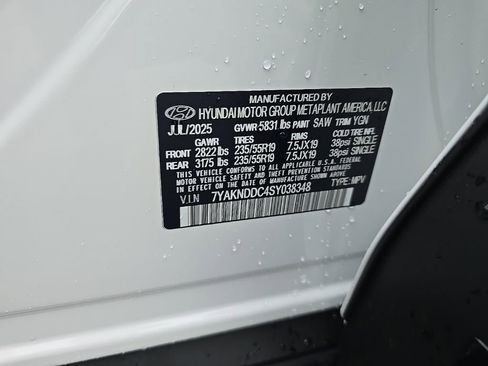 MANUFACTURED BY
HYUNDAI MOTOR GROUP METAPLANT AMERICA, LLC
JUL/2025 GVWR 5831 lbs PAINT SAW TRIM YGN
GAWR TIRES RIMS COLD TIRE INFL.
FRONT 2822 lbs 235/55R19 7.5JX19 38psi SINGLE
REAR 3175 lbs 235/55R19 7.5JX19 38psi SINGLE
THIS VEHICLE CONFORMS TO ALL APPLICABLE U.S. FEDERAL
MOTOR VEHICLE SAFETY AND THEFT PREVENTION STANDARDS
IN EFFECT ON THE DATE OF MANUFACTURE SHOWN ABOVE.
V.I.N 7YAKNDDC4SY038348 TYPE: MPV